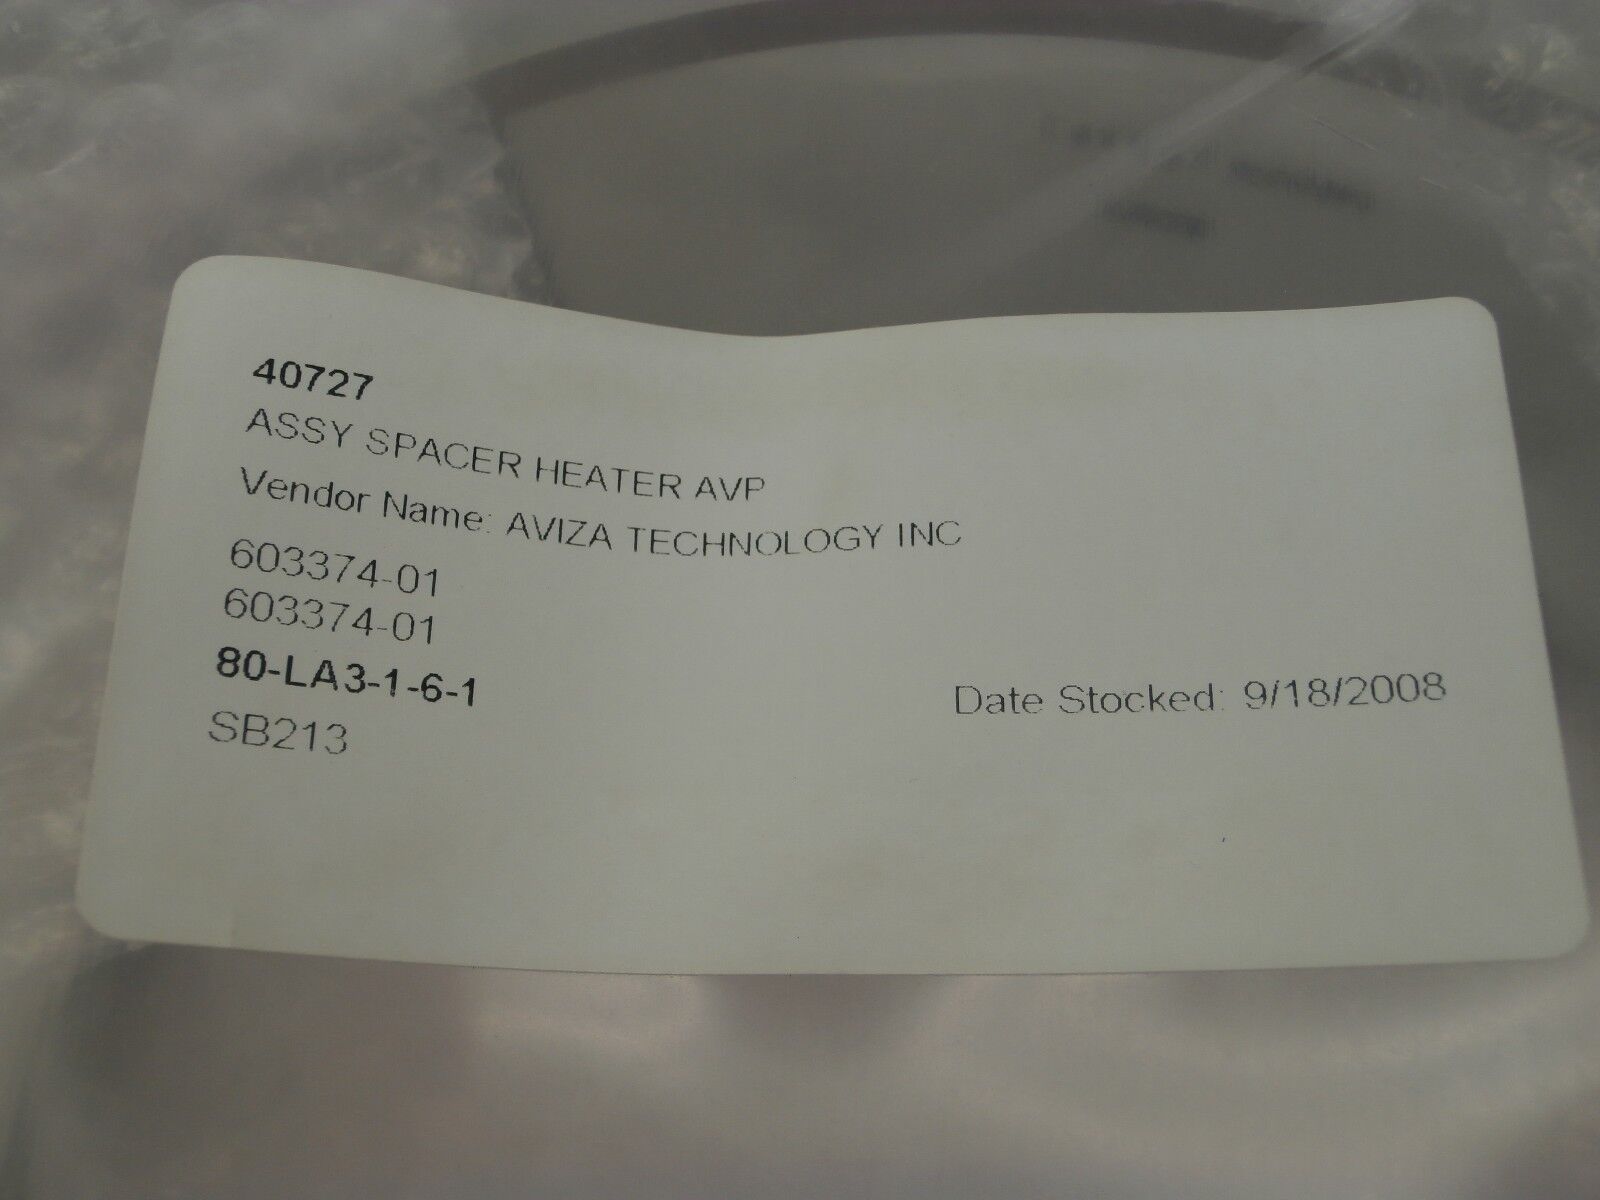 40727
ASSY SPACER HEATER AVP
Vendor Name: AVIZA TECHNOLOGY INC
603374-01
603374-01
80-LA3-1-6-1
SB213
Date Stocked: 9/18/2008